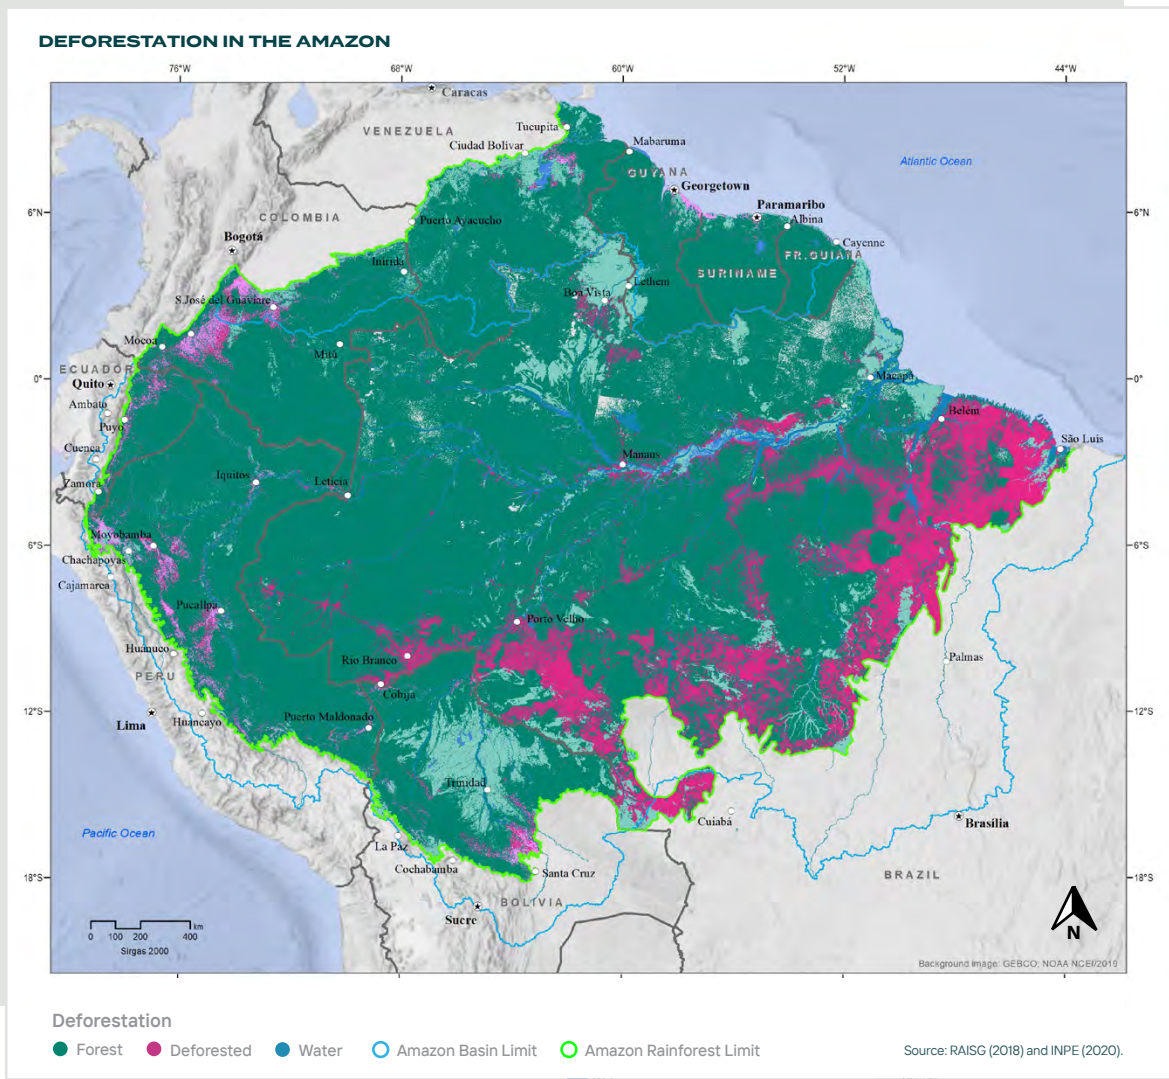 DEFORESTATION IN THE AMAZON
76°W 68°W 60°W 52°W 44°W
Caracas
VENEZUELA
Tucupita
Ciudad Bolivar
Mabaruma
Atlantic Ocean
GUYANA
Georgetown
Paramaribo
6°N
COLOMBIA
Puerto Ayacucho
Albina
6°N
Bogotá
Cayenne
FR. GUIANA
Inirida
SURINAME
Lethem
Boa Vista
S.José del Guaviare
Mocoa
Mitú
ECUADOR
Quito
0°
Macapá
0°
Ambato
Belém
Puyo
São Luis
Cuenca
Manaus
Iquitos
Leticia
Zamora
Moyobamba
6°S
6°S
Chachapoyas
Cajamarca
Pucallpa
Porto Velho
Huánuco
Rio Branco
Palmas
PERU
Cobija
12°S
Lima
Huancayo
Puerto Maldonado
12°S
Trinidad
Pacific Ocean
Cuiabá
Brasília
La Paz
Cochabamba
18°S
Santa Cruz
BRAZIL
18°S
BOLIVIA
Sucre
N
0 100 200 400 km
Sirgas 2000
Background image: GEBCO; NOAA NCEI/2019
Deforestation
Forest Deforested Water Amazon Basin Limit Amazon Rainforest Limit
Source: RAISG (2018) and INPE (2020).